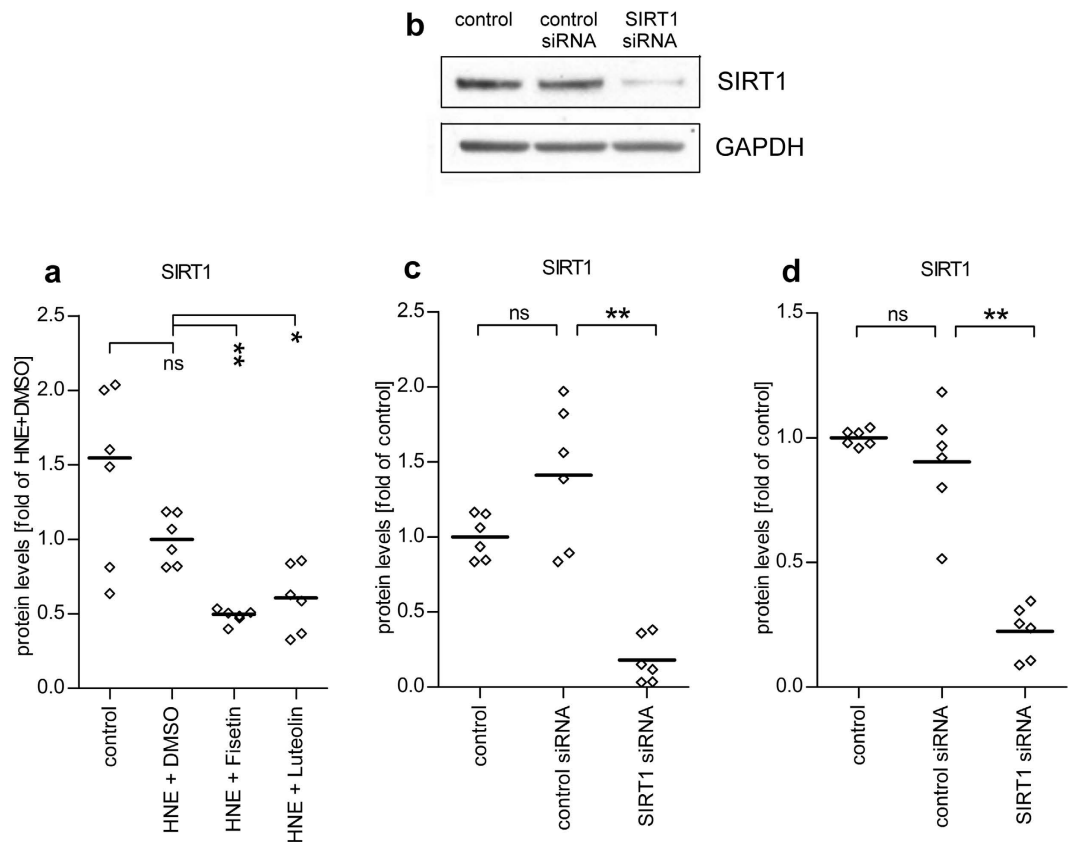 b
control
control
siRNA
SIRT1
siRNA
SIRT1
GAPDH
a
SIRT1
protein levels [fold of HNE+DMSO]
2.5
2.0
1.5
1.0
0.5
0.0
ns
**
*
control
HNE + DMSO
HNE + Fisetin
HNE + Luteolin
c
SIRT1
protein levels [fold of control]
2.5
2.0
1.5
1.0
0.5
0.0
ns
**
control
control siRNA
SIRT1 siRNA
d
SIRT1
protein levels [fold of control]
1.5
1.0
0.5
0.0
ns
**
control
control siRNA
SIRT1 siRNA